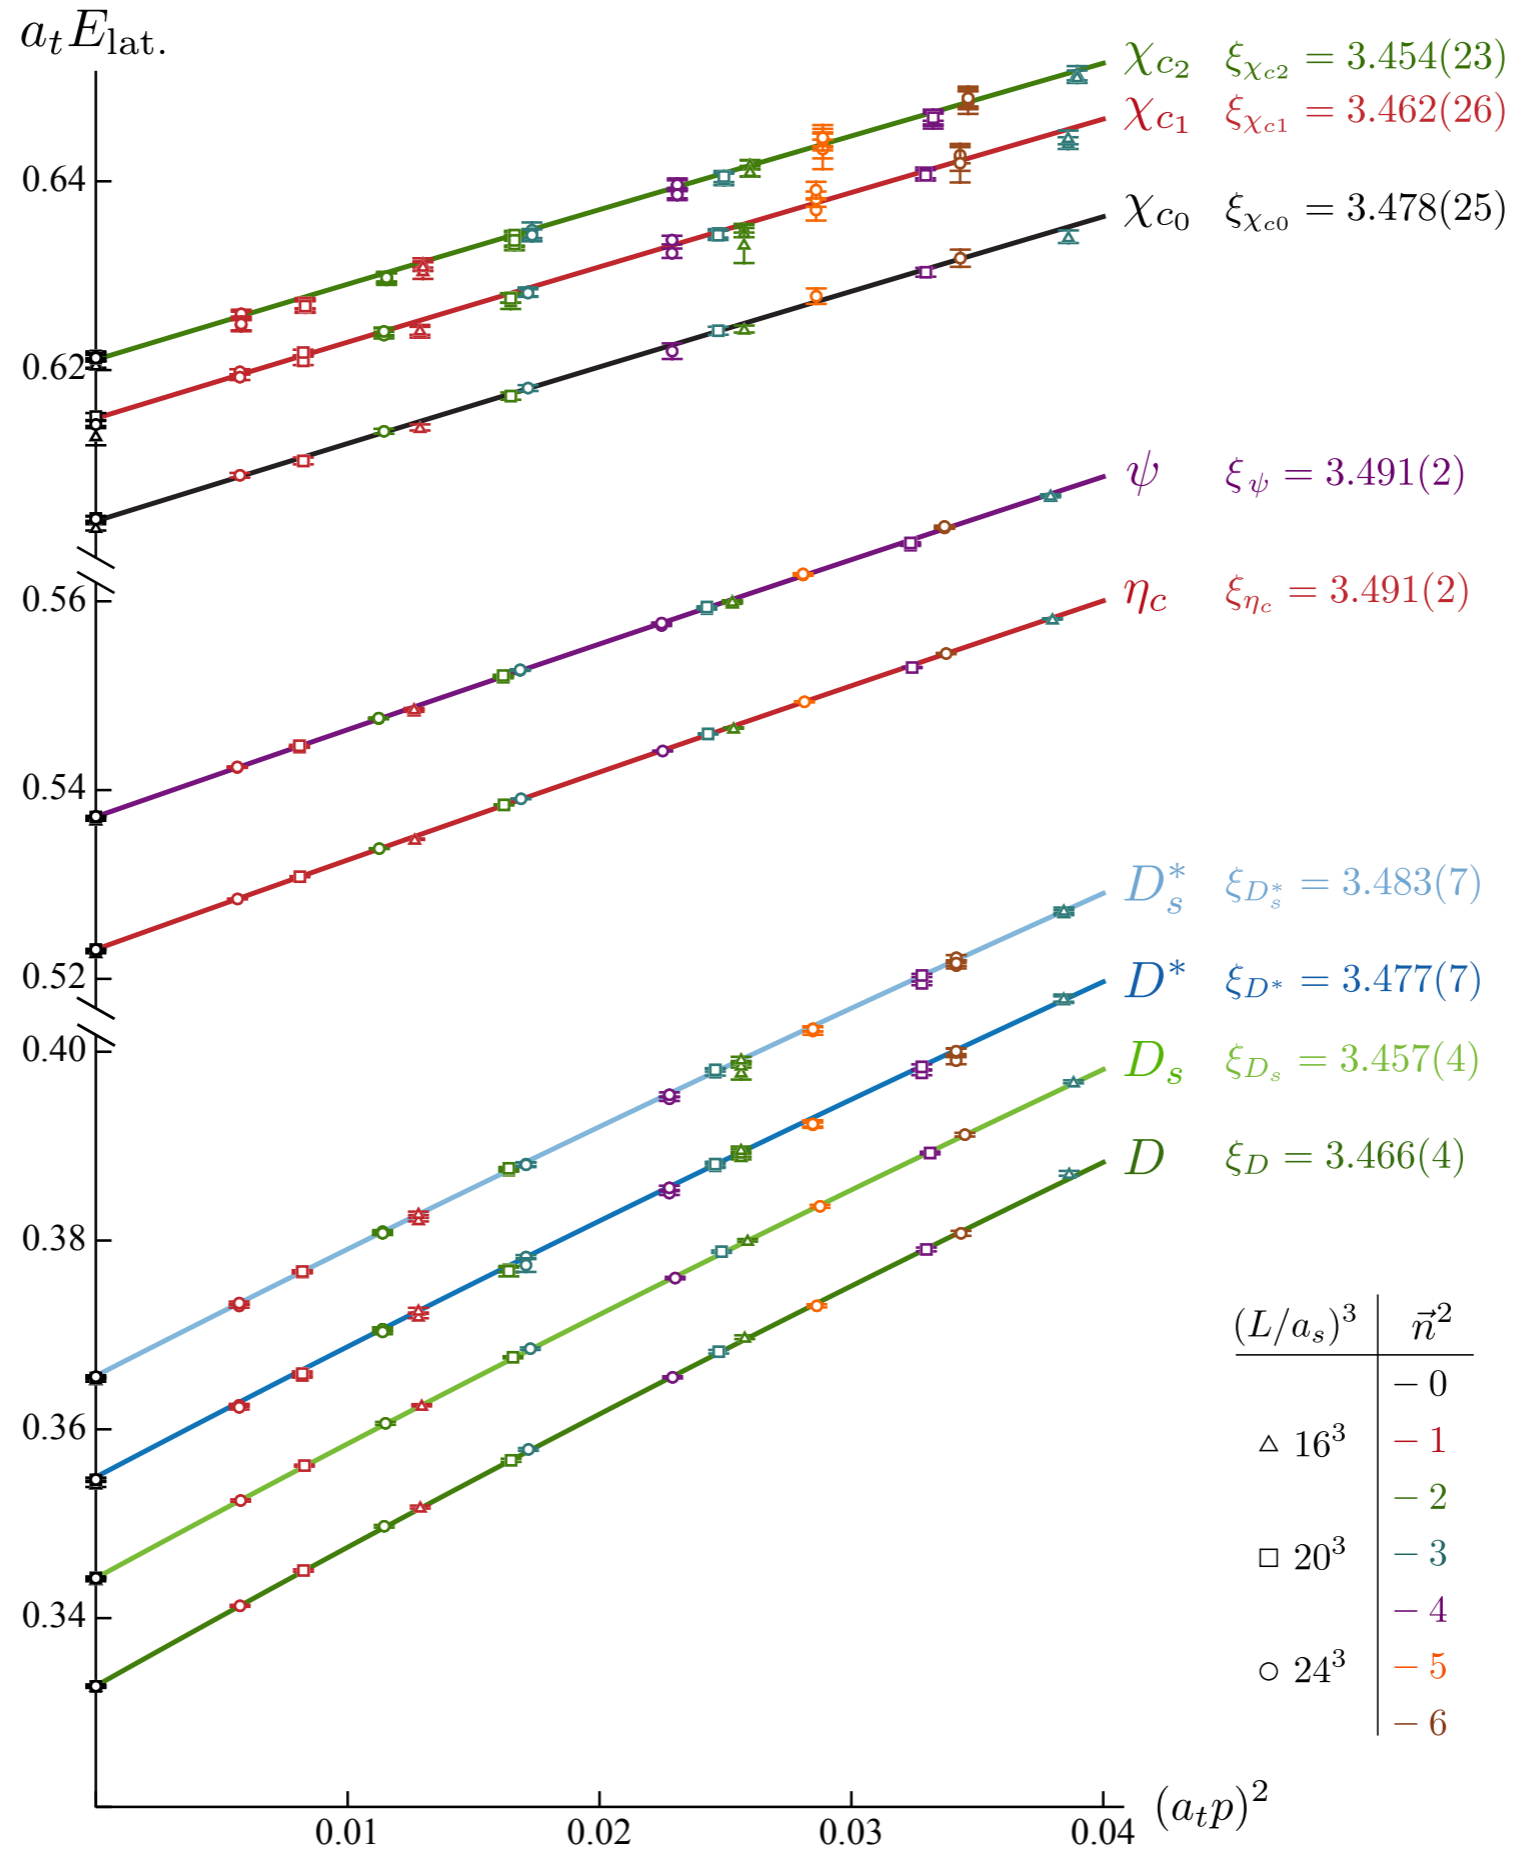 a_t E_lat.
χ_c2 ξ_χc2 = 3.454(23)
χ_c1 ξ_χc1 = 3.462(26)
0.64
χ_c0 ξ_χc0 = 3.478(25)
0.62
ψ ξ_ψ = 3.491(2)
0.56
η_c ξ_ηc = 3.491(2)
0.54
D_s^* ξ_D_s^* = 3.483(7)
0.52
D^* ξ_D^* = 3.477(7)
0.40
D_s ξ_D_s = 3.457(4)
D ξ_D = 3.466(4)
0.38
(L/a_s)^3 n⃗^2
– 0
0.36
△ 16^3 – 1
– 2
□ 20^3 – 3
0.34
– 4
○ 24^3 – 5
– 6
(a_t p)^2
0.01 0.02 0.03 0.04